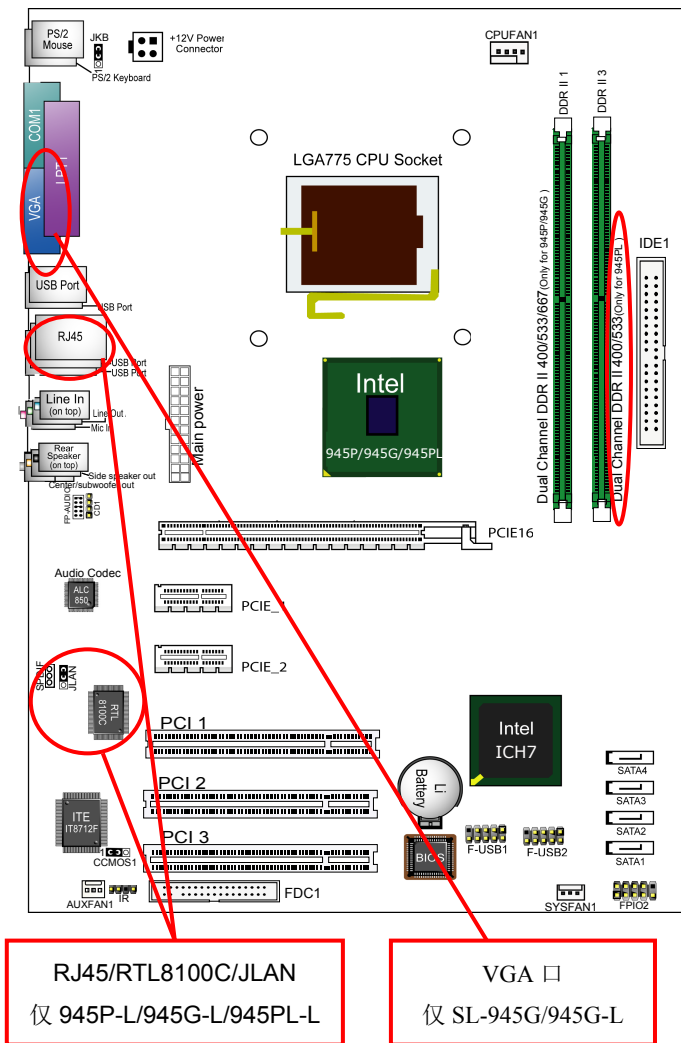 PS/2
Mouse
JKB
1
+12V Power
Connector
PS/2 Keyboard
CPUFAN1
DDR II 1
DDR II 3
COM1
LPT1
VGA
LGA775 CPU Socket
Dual Channel DDR II 400/533/667(Only for 945P/945G)
Dual Channel DDR II 400/533(Only for 945PL)
IDE1
USB Port
USB Port
RJ45
USB Port
USB Port
Line In
(on top)
Line Out
Mic In
Rear
Speaker
(on top)
Side speaker out
Center/subwoofer out
Main power
Intel
945P/945G/945PL
FP-AUDIO
CD1
PCIE16
Audio Codec
ALC
850
PCIE_1
PCIE_2
SPDIF
JLAN
RTL
8100C
PCI 1
PCI 2
PCI 3
Intel
ICH7
Li
Battery
SATA4
SATA3
SATA2
SATA1
ITE
IT8712F
1
CCMOS1
BIOS
F-USB1
F-USB2
AUXFAN1
IR
FDC1
SYSFAN1
FPIO2
RJ45/RTL8100C/JLAN
仅 945P-L/945G-L/945PL-L
VGA 口
仅 SL-945G/945G-L